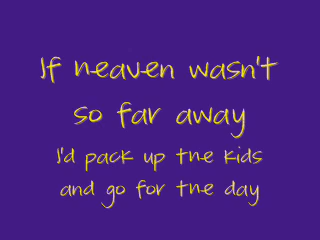 If heaven wasn't
so far away
I'd pack up the kids
and go for the day